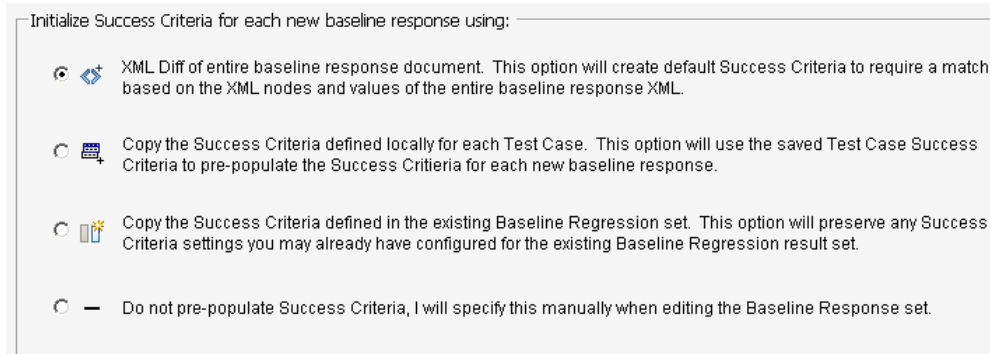 Initialize Success Criteria for each new baseline response using:
XML Diff of entire baseline response document. This option will create default Success Criteria to require a match
based on the XML nodes and values of the entire baseline response XML.
Copy the Success Criteria defined locally for each Test Case. This option will use the saved Test Case Success
Criteria to pre-populate the Success Critieria for each new baseline response.
Copy the Success Criteria defined in the existing Baseline Regression set. This option will preserve any Success
Criteria settings you may already have configured for the existing Baseline Regression result set.
Do not pre-populate Success Criteria, I will specify this manually when editing the Baseline Response set.